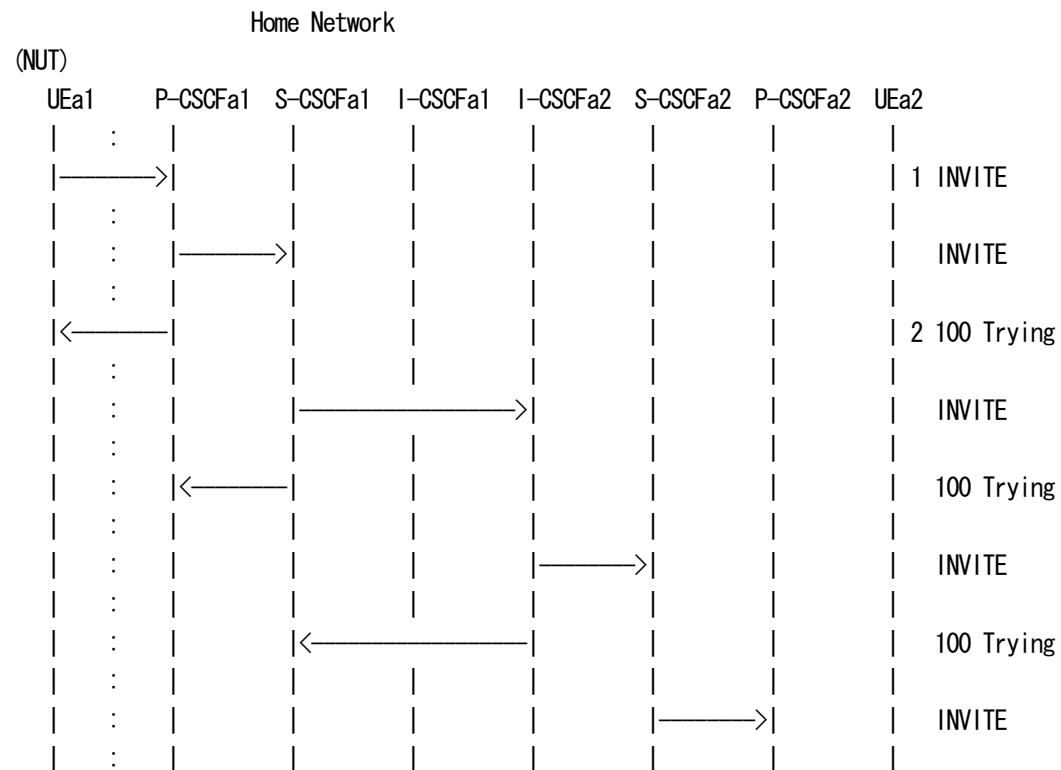 Home Network
(NUT)
UEa1 P-CSCFa1 S-CSCFa1 I-CSCFa1 I-CSCFa2 S-CSCFa2 P-CSCFa2 UEa2
1 INVITE
INVITE
2 100 Trying
INVITE
100 Trying
INVITE
100 Trying
INVITE